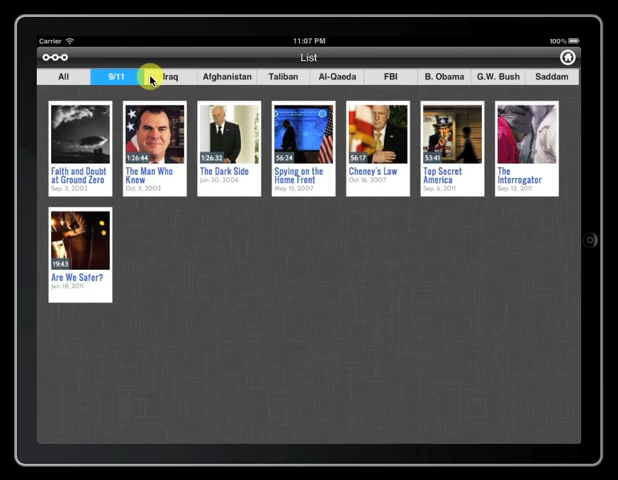 Carrier 11:07 PM 100%
List
All 9/11 Iraq Afghanistan Taliban Al-Qaeda FBI B. Obama G.W. Bush Saddam
1:26:44 1:26:32 56:24 56:17 53:41
Faith and Doubt
at Ground Zero
Sep. 3, 2002
The Man Who
Knew
Oct. 3, 2002
The Dark Side
Jun. 20, 2006
Spying on the
Home Front
May. 15, 2007
Cheney's Law
Oct. 16, 2007
Top Secret
America
Sep. 6, 2011
The
Interrogator
Sep. 13, 2011
19:43
Are We Safer?
Jan. 18, 2011